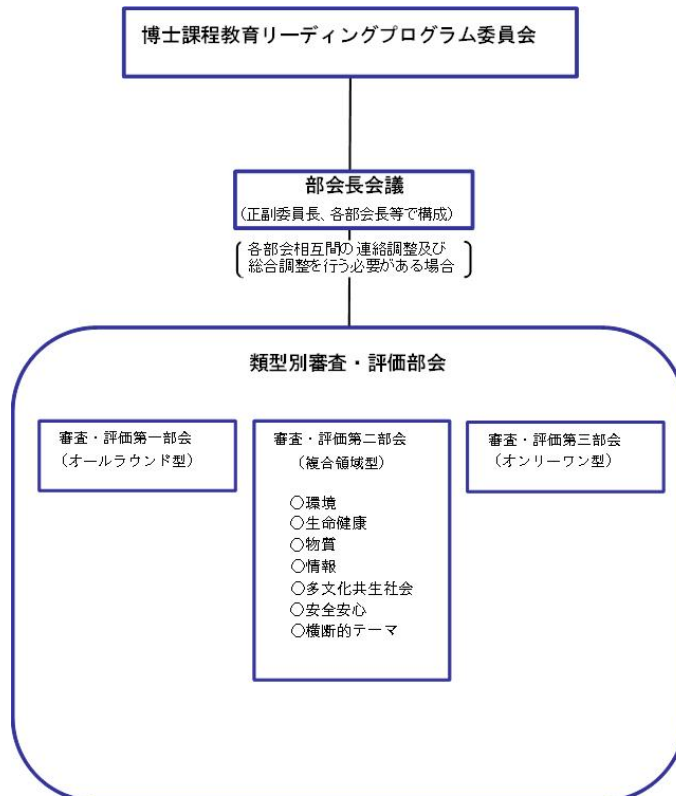 博士課程教育リーディングプログラム委員会
部会長会議
(正副委員長、各部会長等で構成)
各部会相互間の連絡調整及び
総合調整を行う必要がある場合
類型別審査・評価部会
審査・評価第一部会
(オールラウンド型)
審査・評価第二部会
(複合領域型)
○環境
○生命健康
○物質
○情報
○多文化共生社会
○安全安心
○横断的テーマ
審査・評価第三部会
(オンリーワン型)